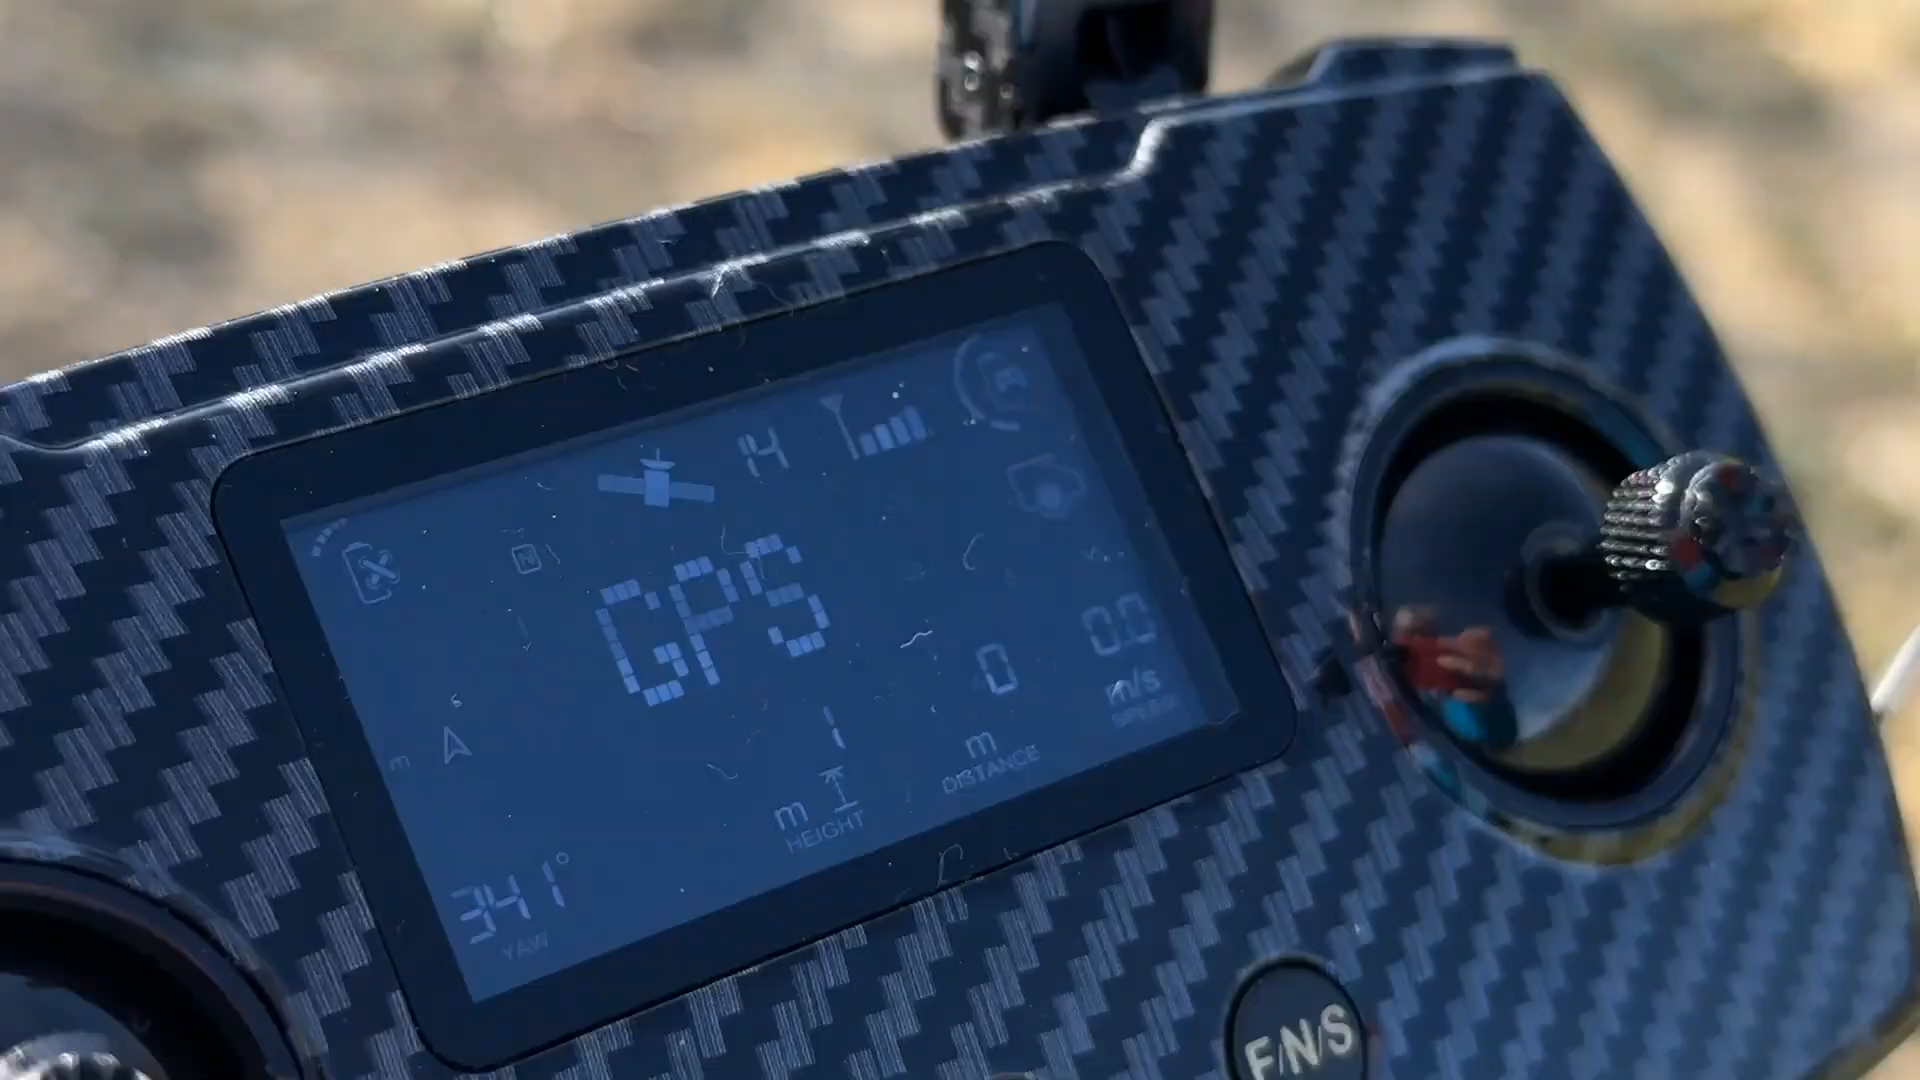 14
N
GPS
0.0
m/s
SPEED
0
m
DISTANCE
1
m
HEIGHT
m
341°
YAW
F/N/S